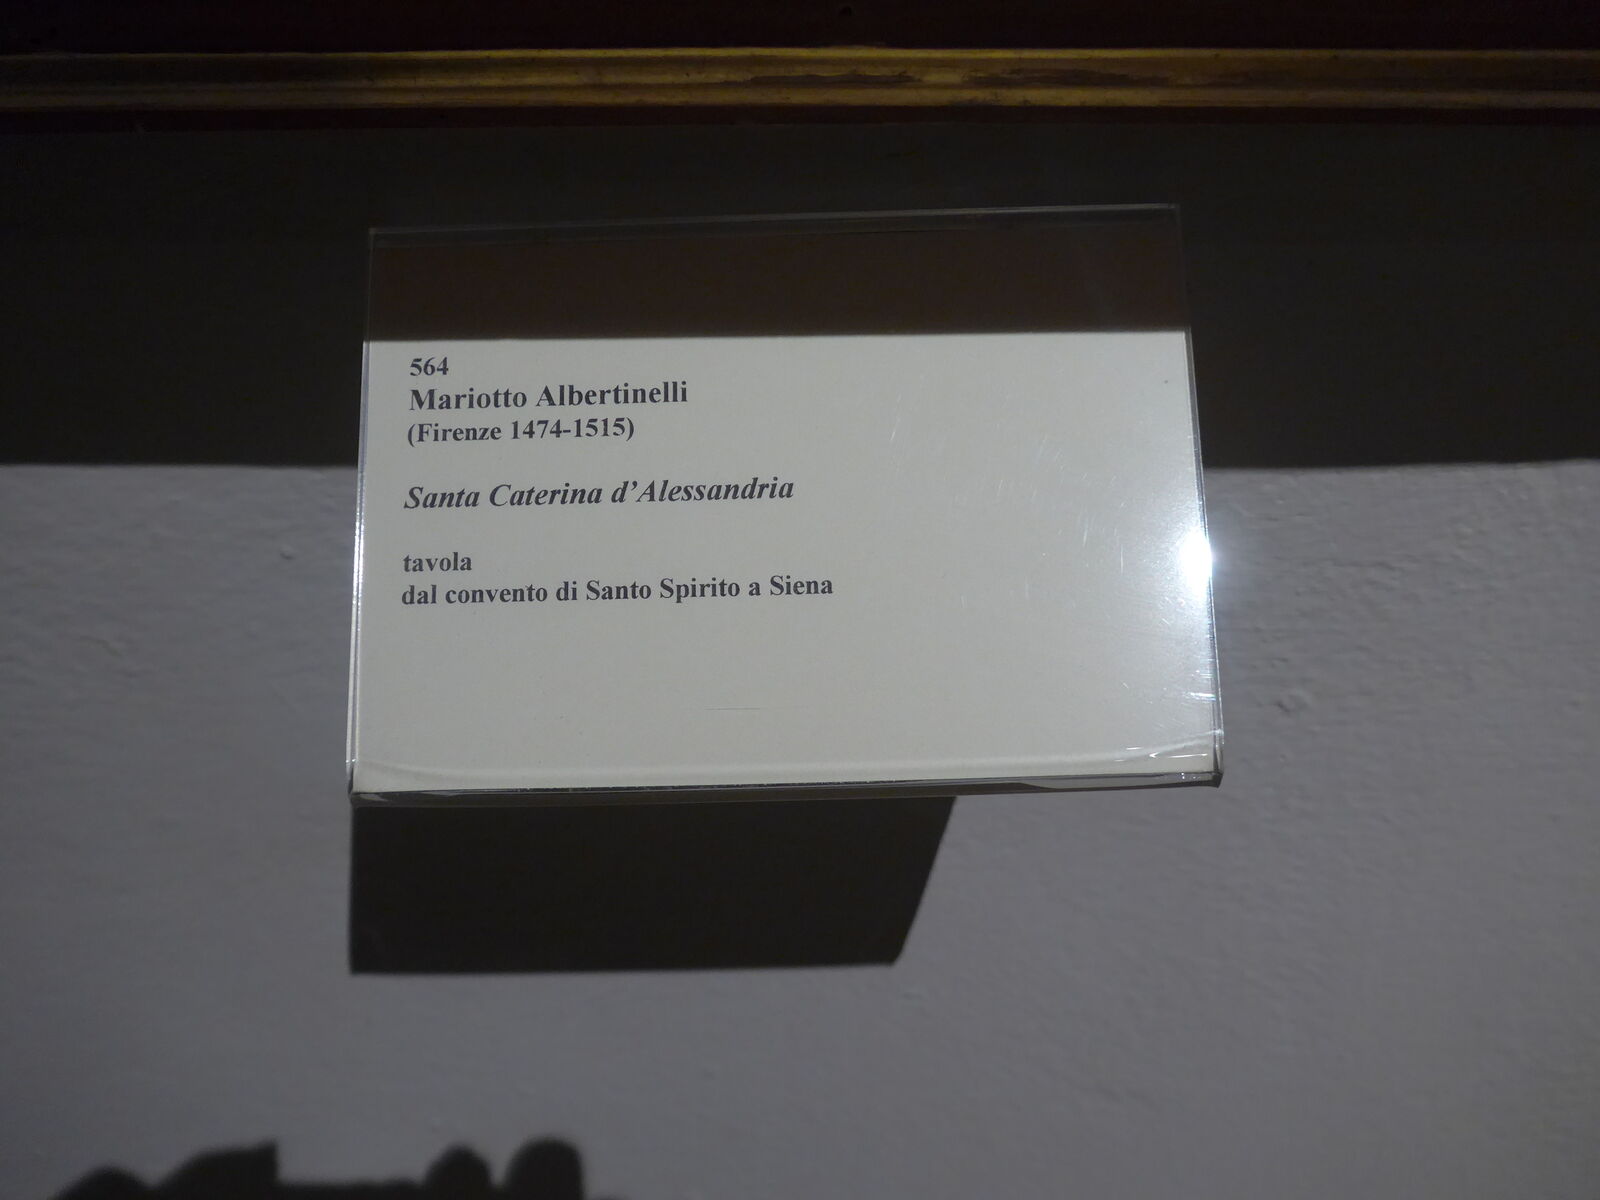 564
Mariotto Albertinelli
(Firenze 1474-1515)
Santa Caterina d’Alessandria
tavola
dal convento di Santo Spirito a Siena